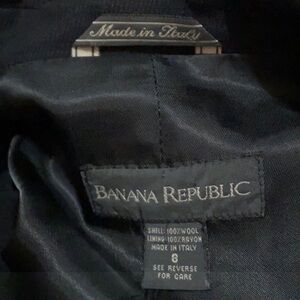 Made in Italy
BANANA REPUBLIC
SHELL: 100% WOOL
LINING: 100% RAYON
MADE IN ITALY
8
SEE REVERSE
FOR CARE